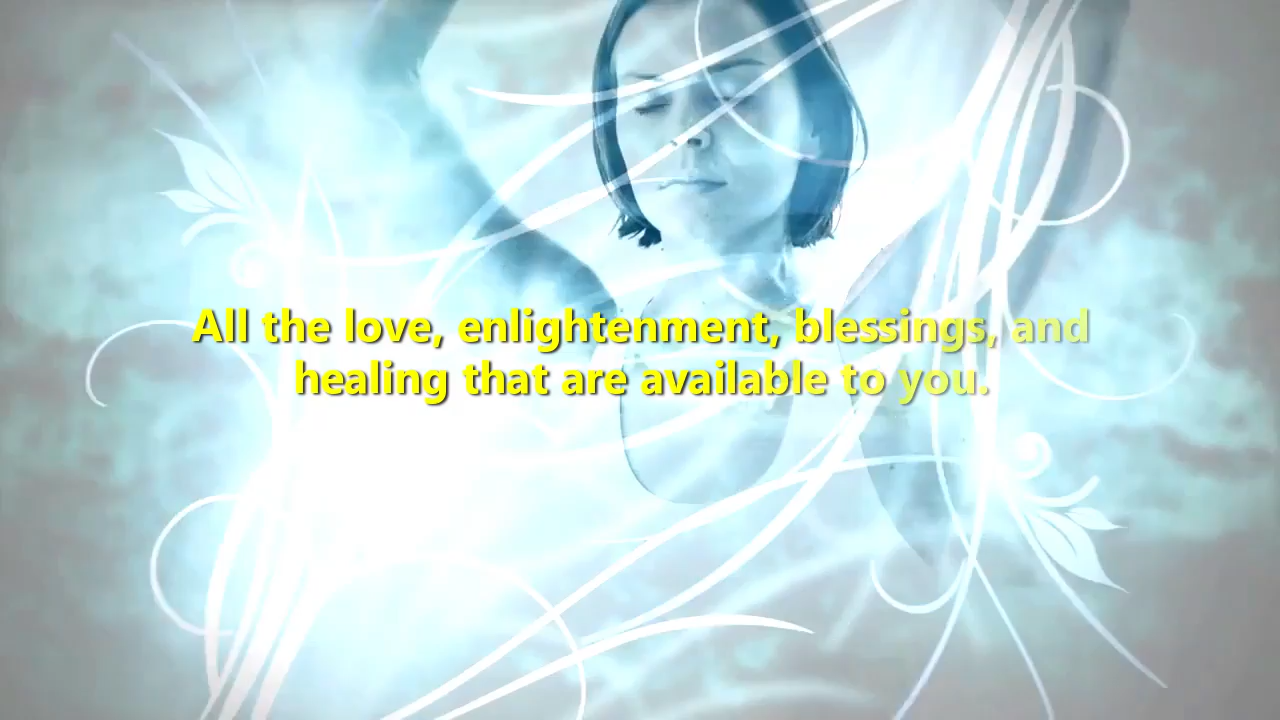 All the love, enlightenment, blessings, and
healing that are available to you.